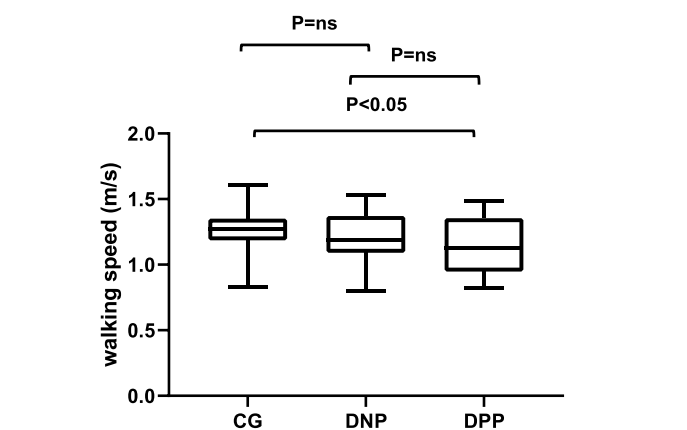 P=ns
P=ns
P<0.05
2.0
1.5
1.0
0.5
0.0
walking speed (m/s)
CG DNP DPP